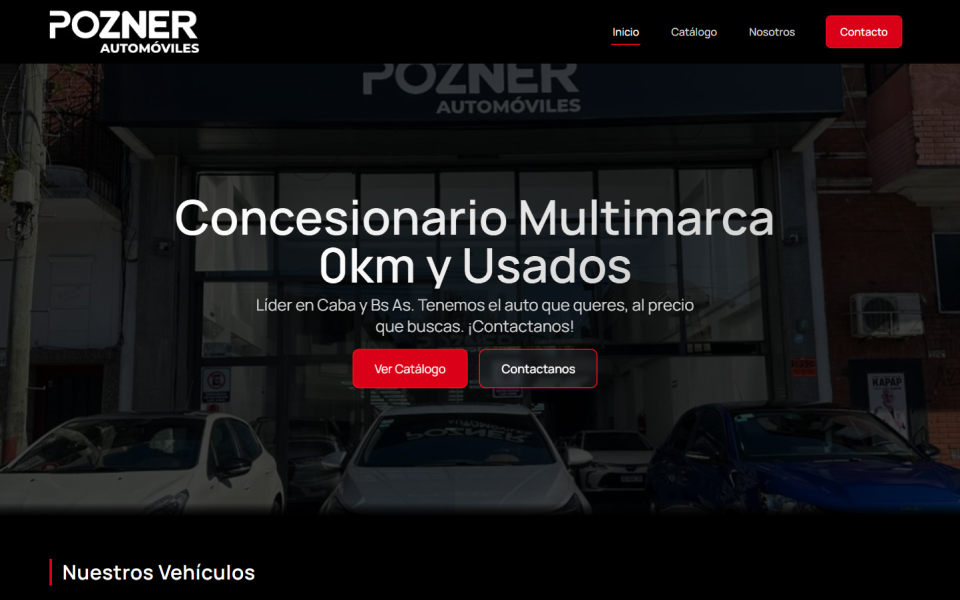 POZNER
AUTOMÓVILES
Inicio
Catálogo
Nosotros
Contacto
POZNER
AUTOMÓVILES
Concesionario Multimarca
0km y Usados
Líder en Caba y Bs As. Tenemos el auto que queres, al precio
que buscas. ¡Contactanos!
Ver Catálogo
Contactanos
KAPAP
Nuestros Vehículos